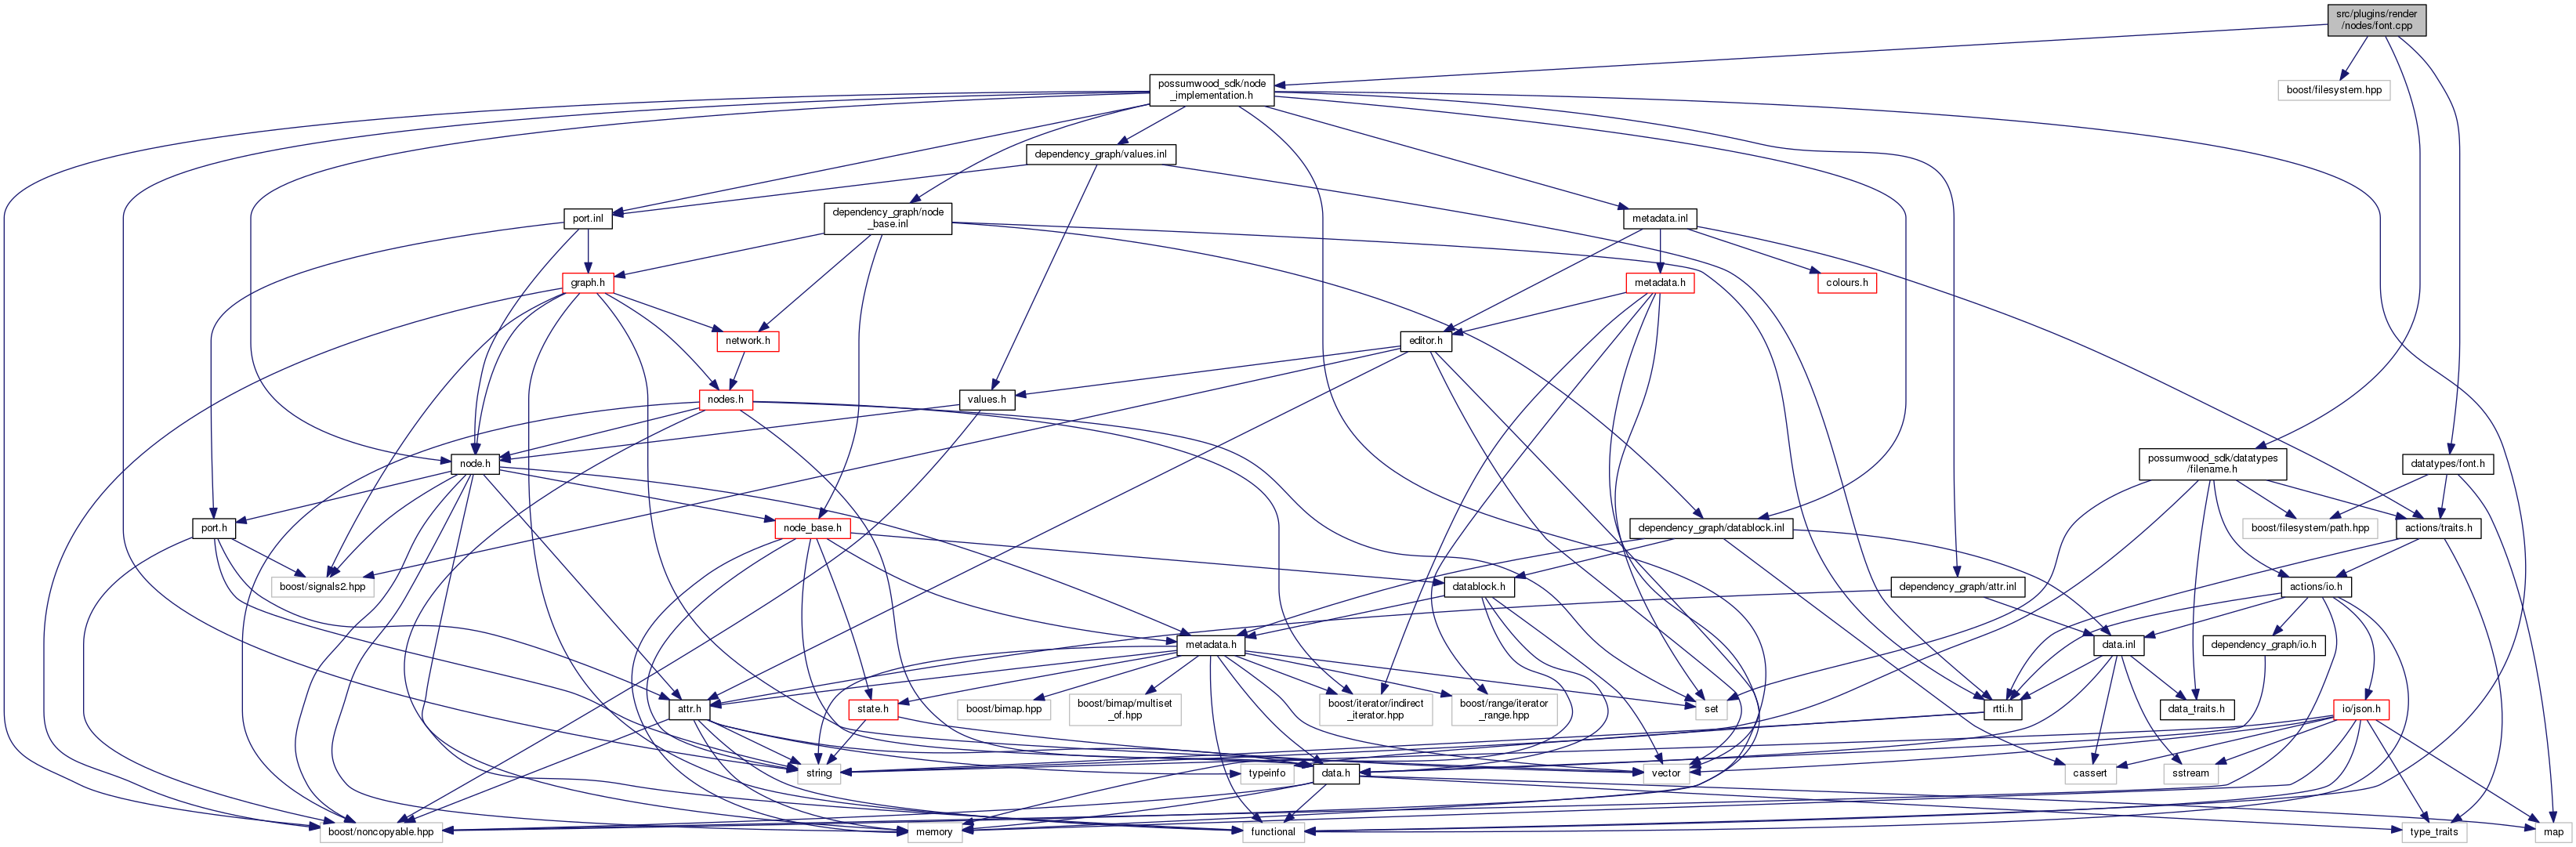 src/plugins/render
/nodes/font.cpp
possumwood_sdk/node
_implementation.h
boost/filesystem.hpp
dependency_graph/values.inl
port.inl
dependency_graph/node
_base.inl
metadata.inl
graph.h
metadata.h
colours.h
network.h
editor.h
nodes.h
values.h
node.h
possumwood_sdk/datatypes
/filename.h
datatypes/font.h
port.h
node_base.h
dependency_graph/datablock.inl
boost/filesystem/path.hpp
actions/traits.h
boost/signals2.hpp
datablock.h
dependency_graph/attr.inl
actions/io.h
metadata.h
data.inl
dependency_graph/io.h
attr.h
state.h
boost/bimap.hpp
boost/bimap/multiset
_of.hpp
boost/iterator/indirect
_iterator.hpp
boost/range/iterator
_range.hpp
set
rtti.h
data_traits.h
io/json.h
string
typeinfo
data.h
vector
cassert
sstream
boost/noncopyable.hpp
memory
functional
type_traits
map